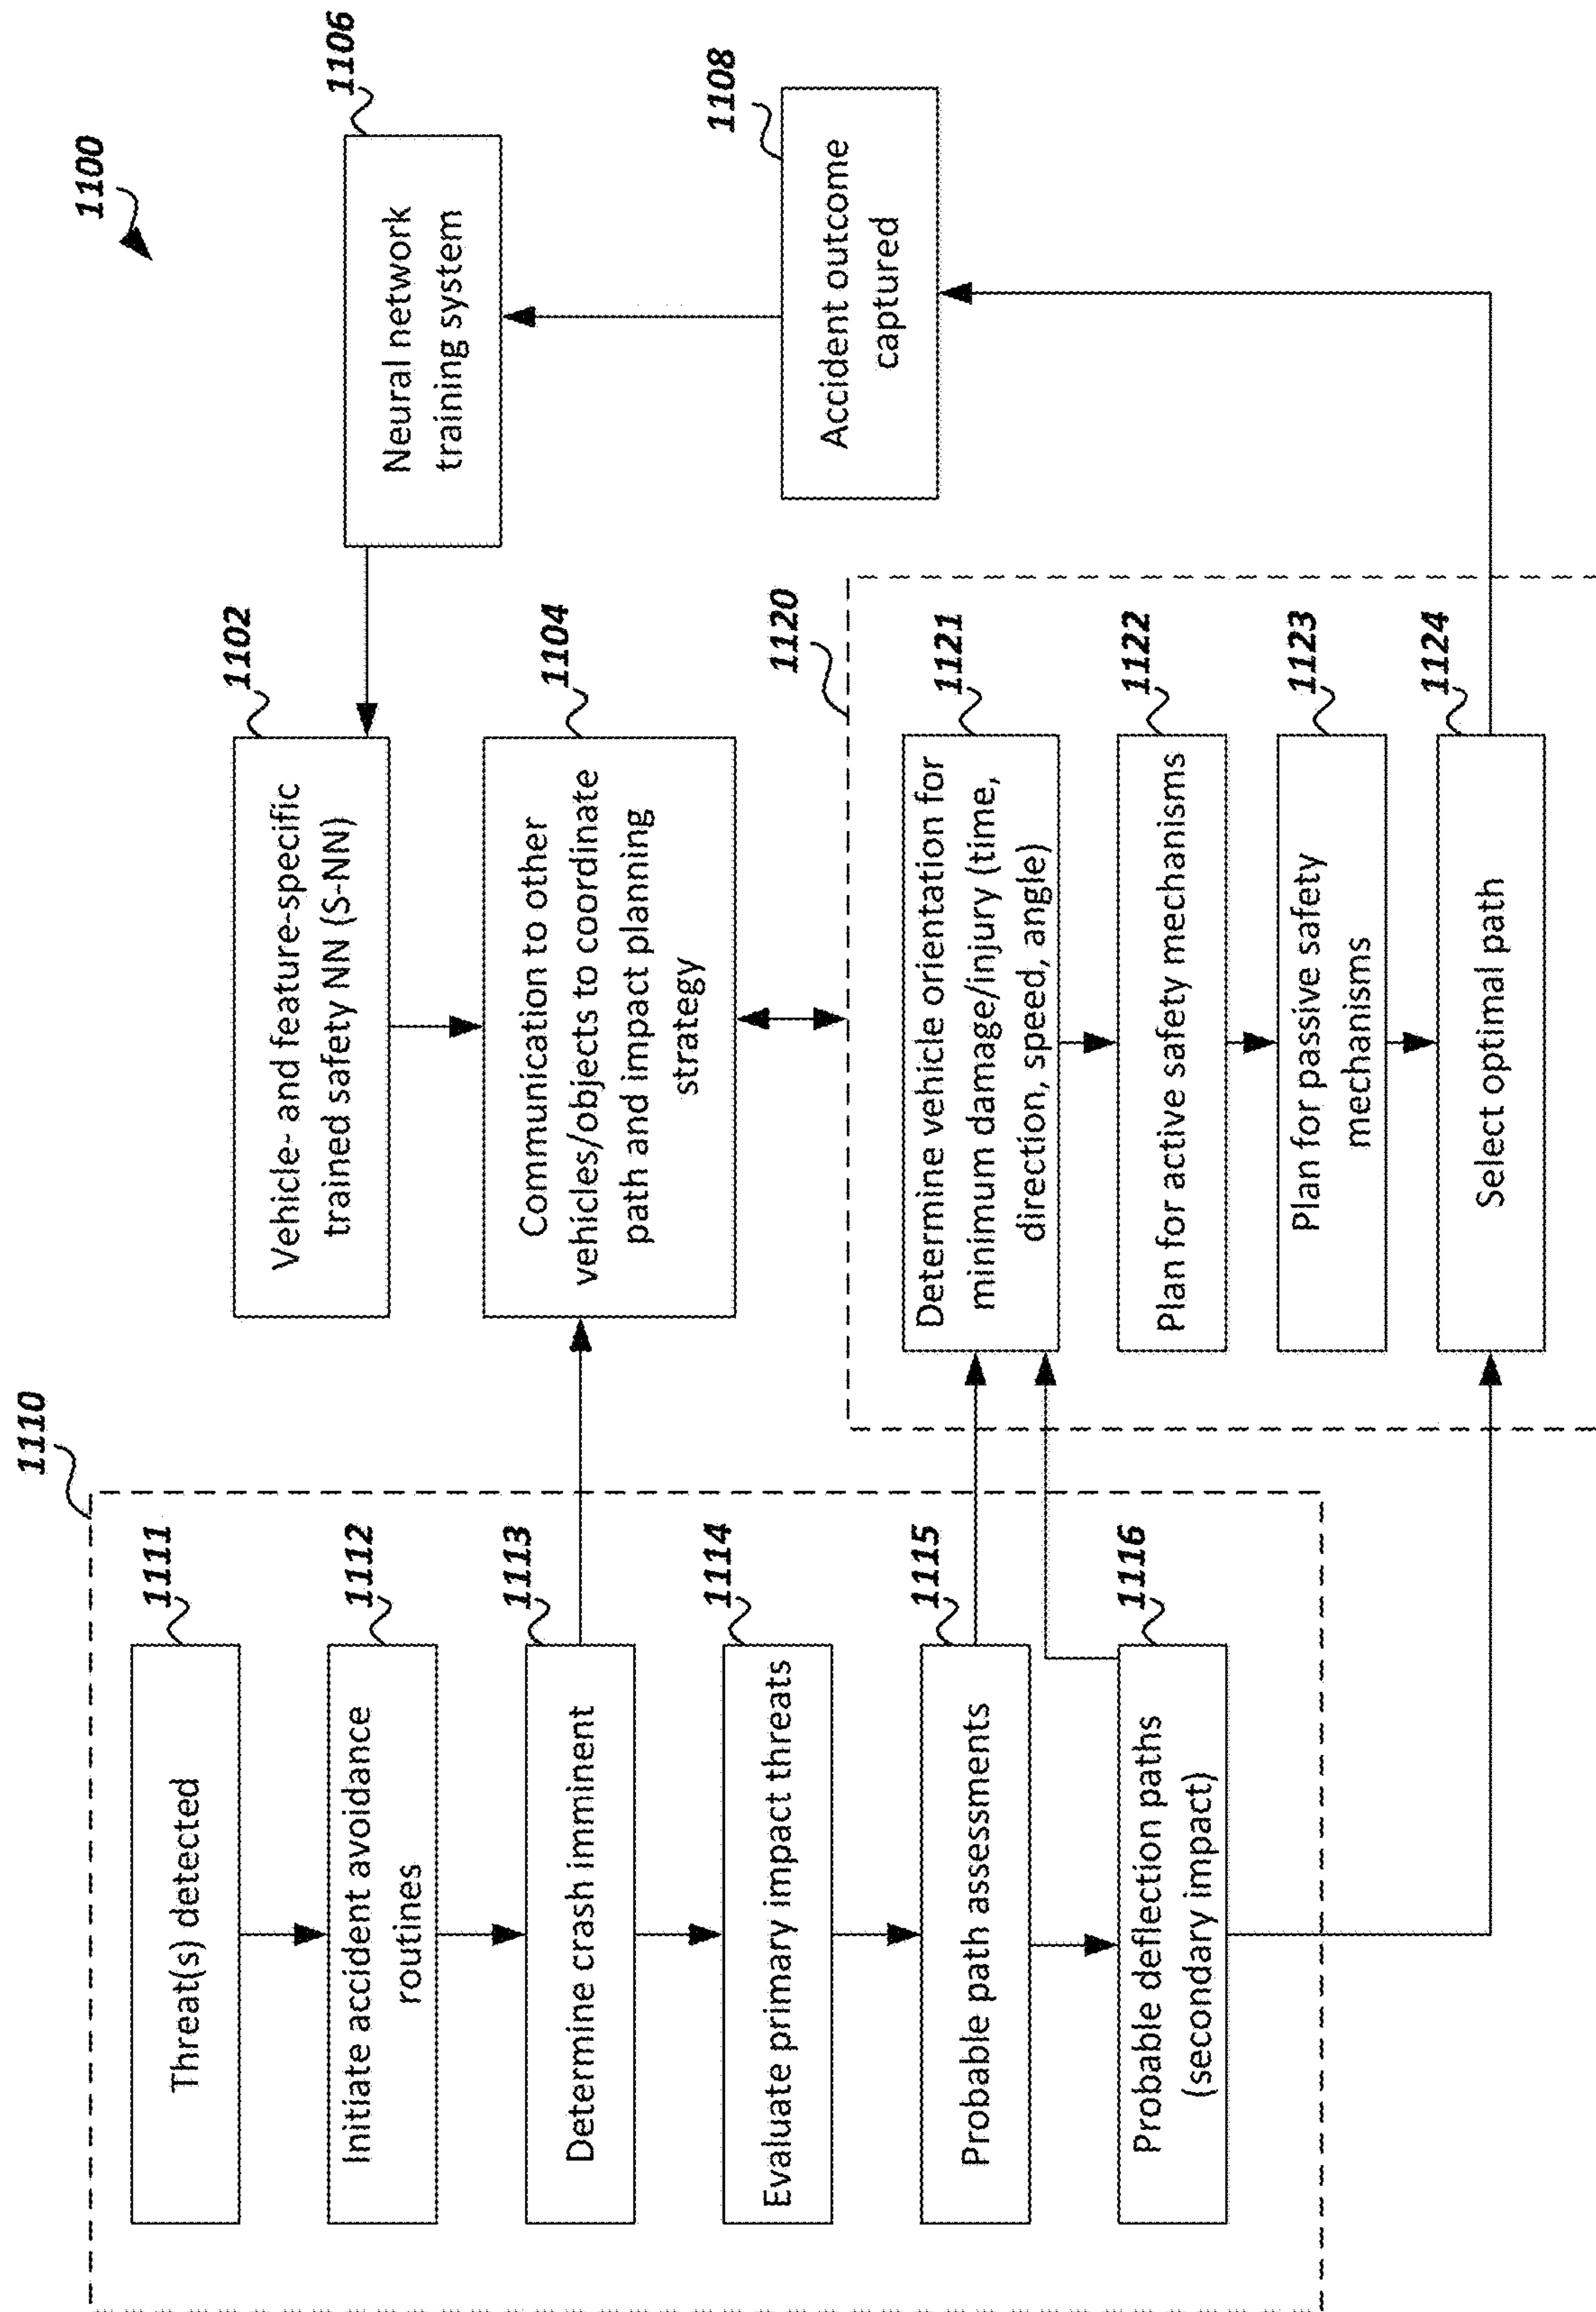 1100
1110
1111
Threat(s) detected
1112
Initiate accident avoidance
routines
1113
Determine crash imminent
1114
Evaluate primary impact threats
1115
Probable path assessments
1116
Probable deflection paths
(secondary impact)
1102
Vehicle- and feature-specific
trained safety NN (S-NN)
1104
Communication to other
vehicles/objects to coordinate
path and impact planning
strategy
1120
1121
Determine vehicle orientation for
minimum damage/injury (time,
direction, speed, angle)
1122
Plan for active safety mechanisms
1123
Plan for passive safety
mechanisms
1124
Select optimal path
1106
Neural network
training system
1108
Accident outcome
captured